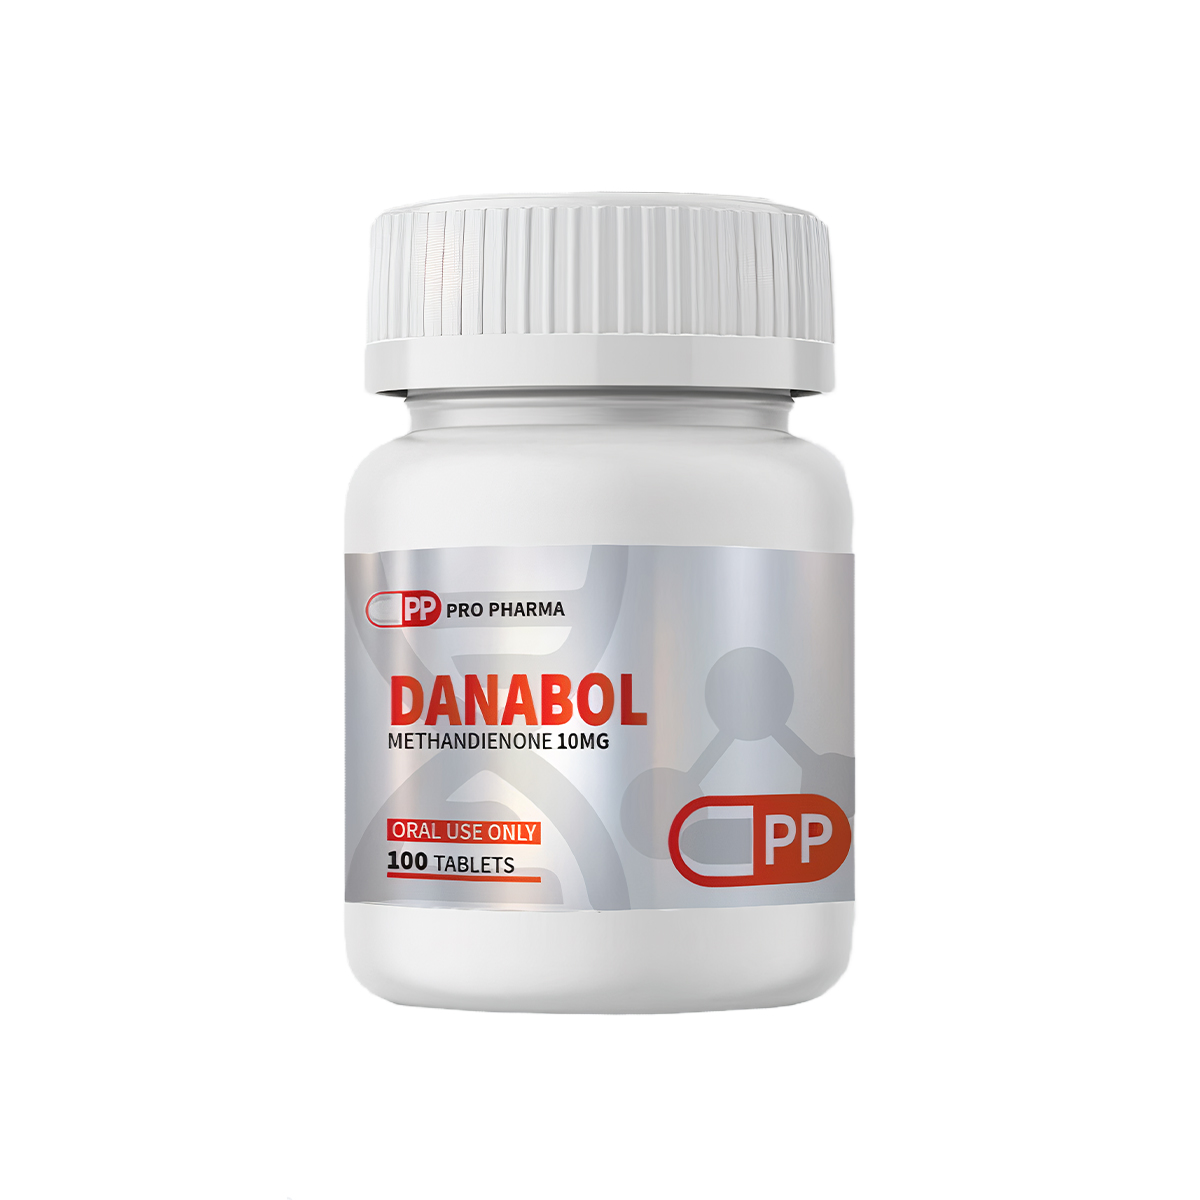 PP PRO PHARMA
DANABOL
METHANDIENONE 10MG
ORAL USE ONLY
100 TABLETS
PP